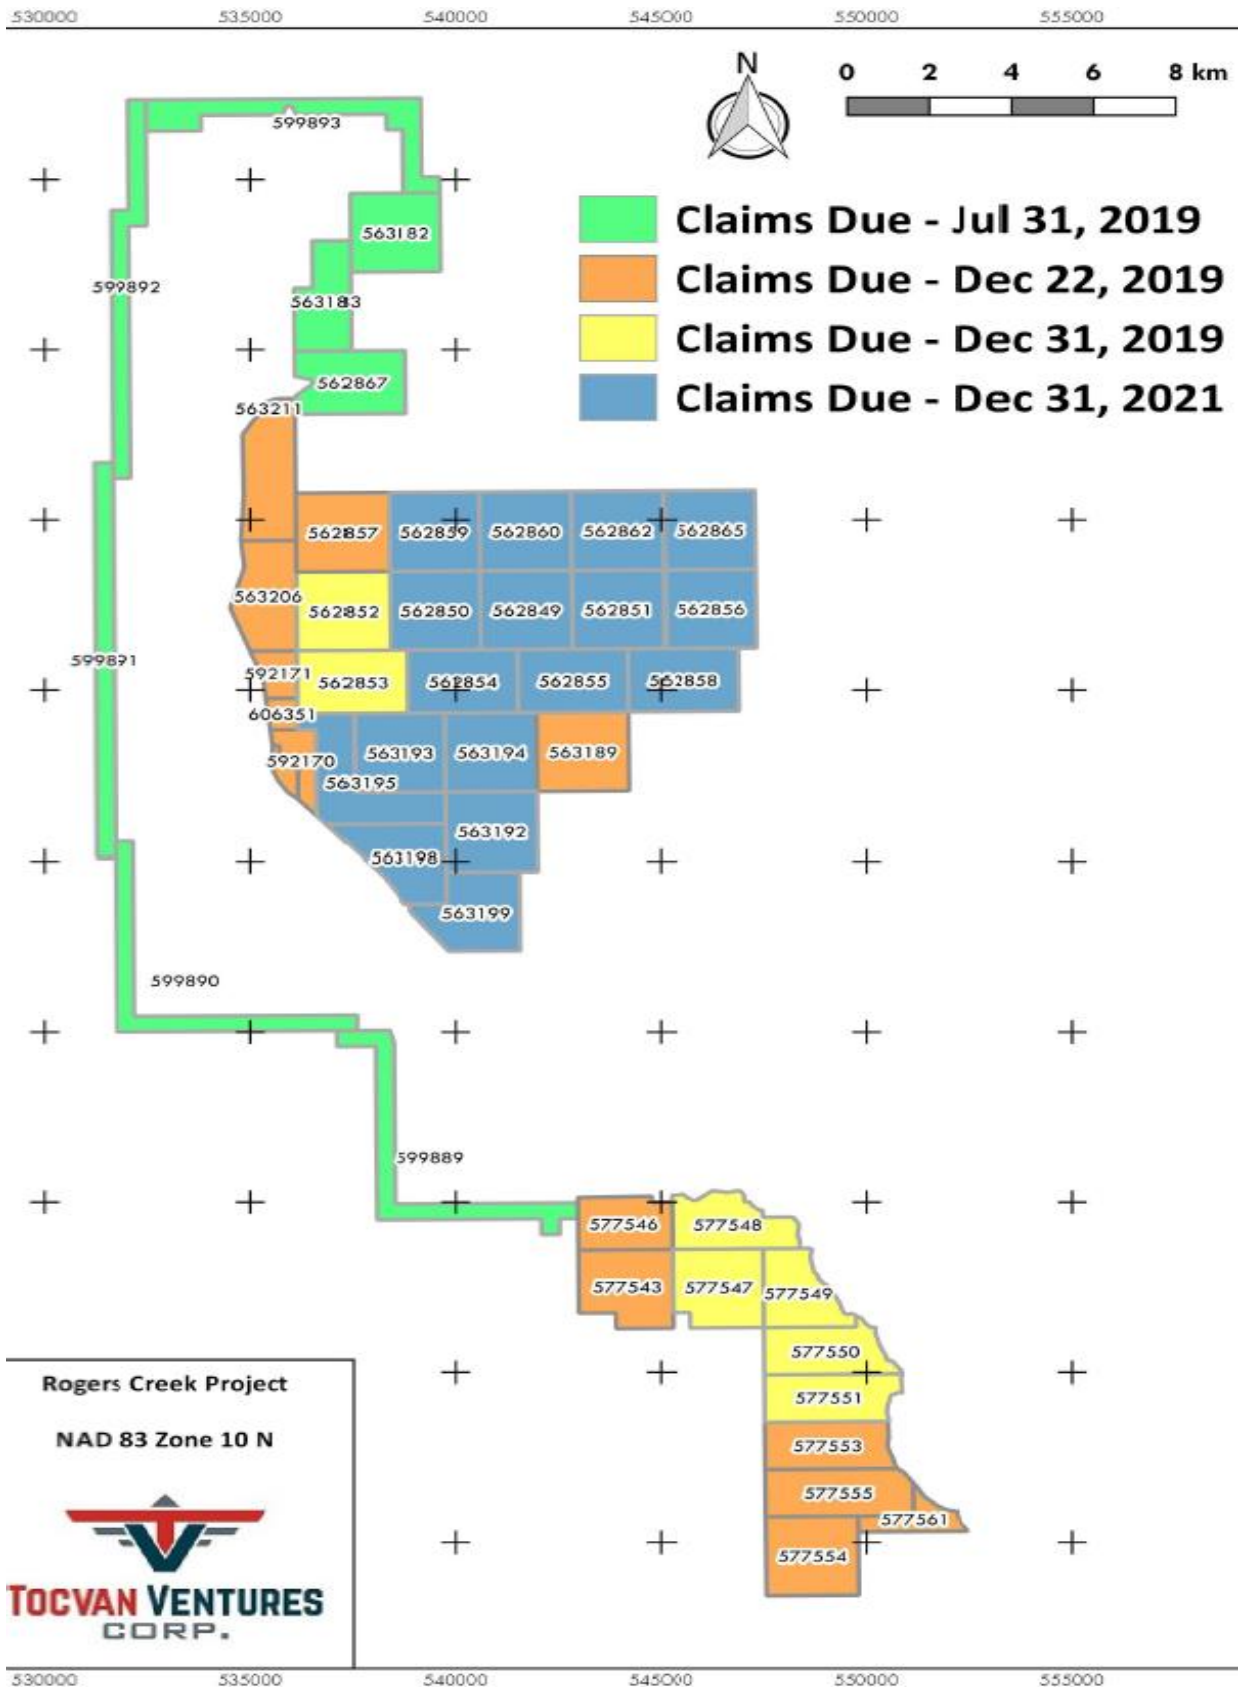 530000 535000 540000 545000 550000 555000
N
0 2 4 6 8 km
599893
Claims Due - Jul 31, 2019
563182
Claims Due - Dec 22, 2019
599892
563183
Claims Due - Dec 31, 2019
562867
Claims Due - Dec 31, 2021
563211
562857 562859 562860 562862 562865
563206 562852 562850 562849 562851 562856
599891
592171 562853 562854 562855 562858
606351
592170 563193 563194 563189
563195
563192
563198
563199
599890
599889
577546 577548
577543 577547 577549
577550
577551
577553
577555
577561
577554
Rogers Creek Project
NAD 83 Zone 10 N
TOCVAN VENTURES
CORP.
530000 535000 540000 545000 550000 555000